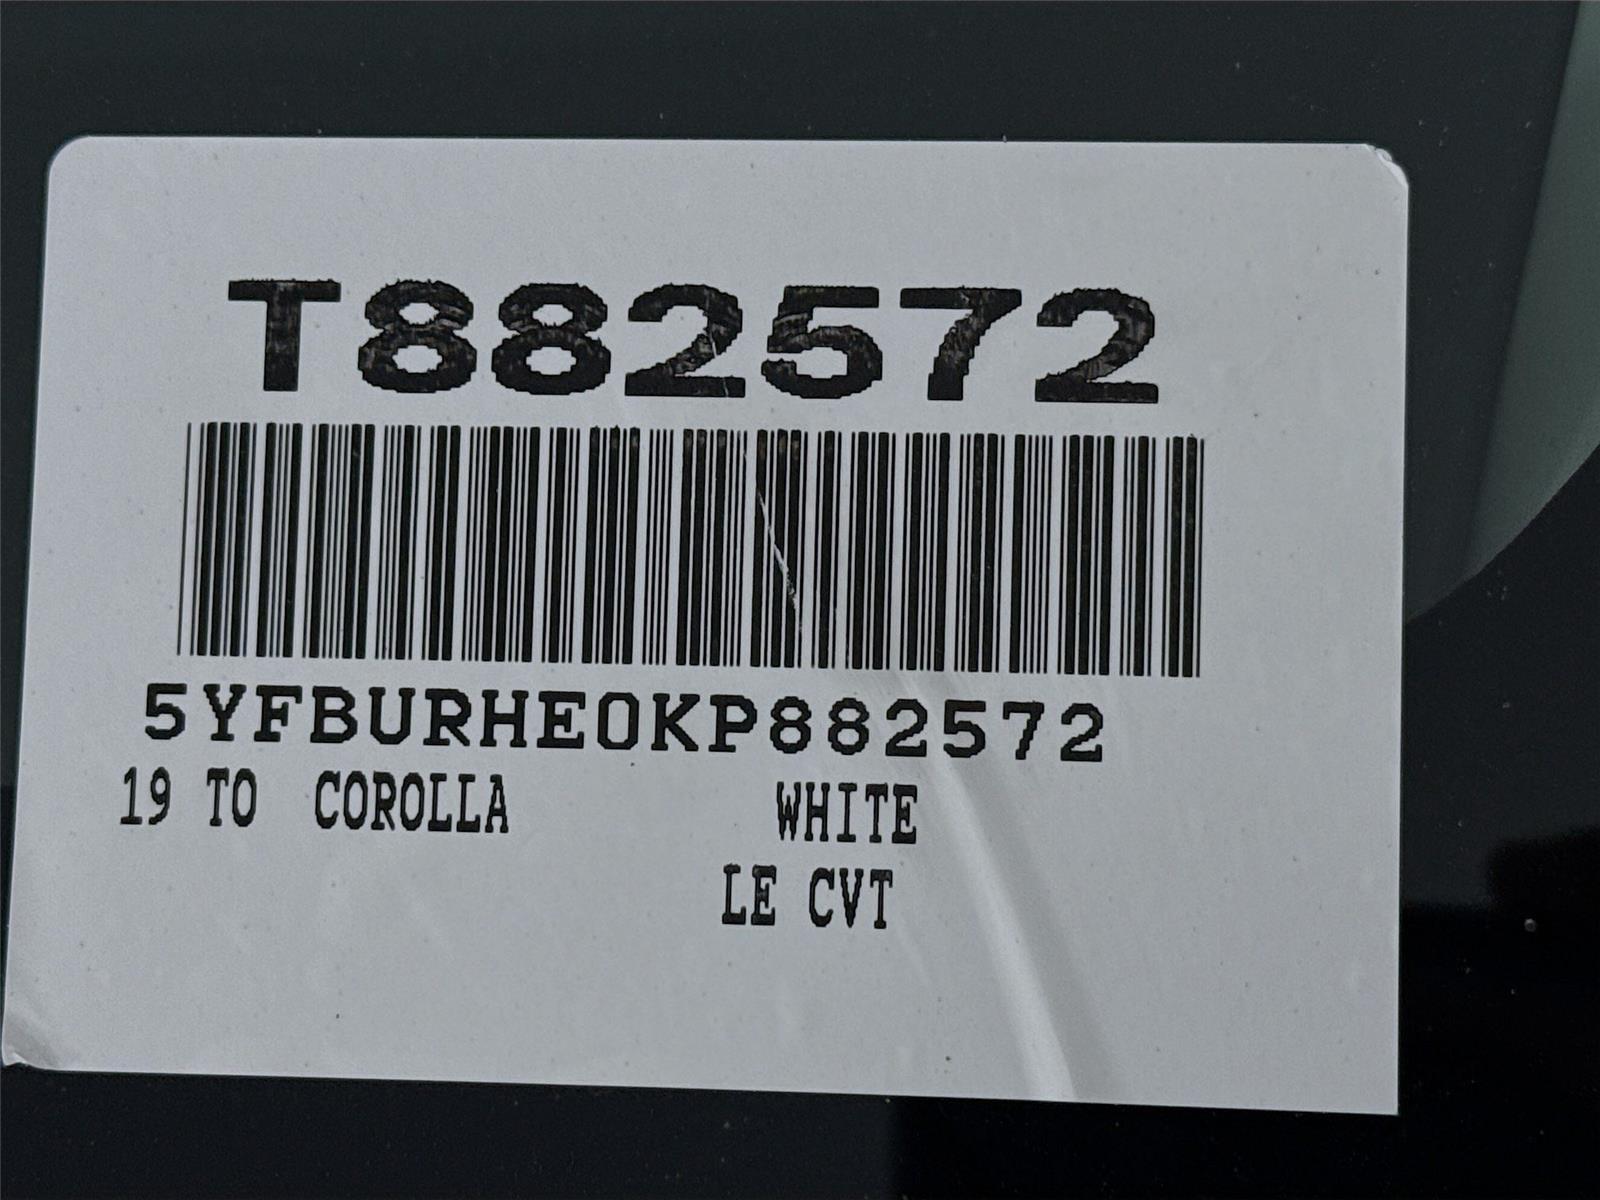 T882572
5YFBURHE0KP882572
19 TO COROLLA WHITE
LE CVT